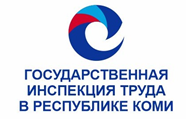 ГОСУДАРСТВЕННАЯ
ИНСПЕКЦИЯ ТРУДА
В РЕСПУБЛИКЕ КОМИ